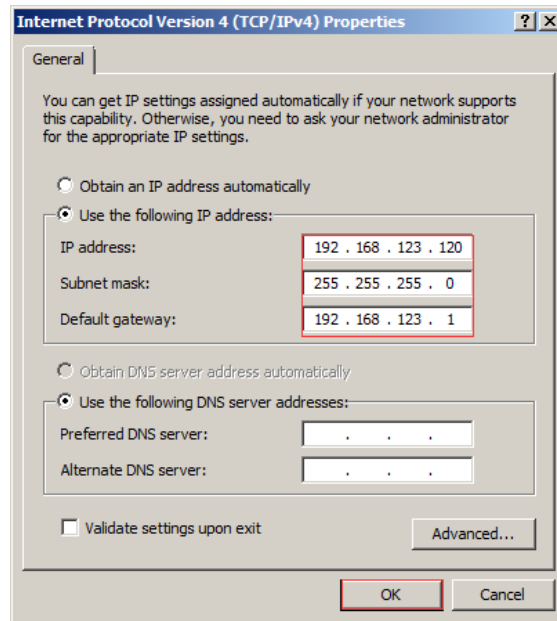 Internet Protocol Version 4 (TCP/IPv4) Properties ? X
General
You can get IP settings assigned automatically if your network supports
this capability. Otherwise, you need to ask your network administrator
for the appropriate IP settings.
Obtain an IP address automatically
Use the following IP address:
IP address: 192 . 168 . 123 . 120
Subnet mask: 255 . 255 . 255 . 0
Default gateway: 192 . 168 . 123 . 1
Obtain DNS server address automatically
Use the following DNS server addresses:
Preferred DNS server: . . .
Alternate DNS server: . . .
Validate settings upon exit Advanced...
OK Cancel